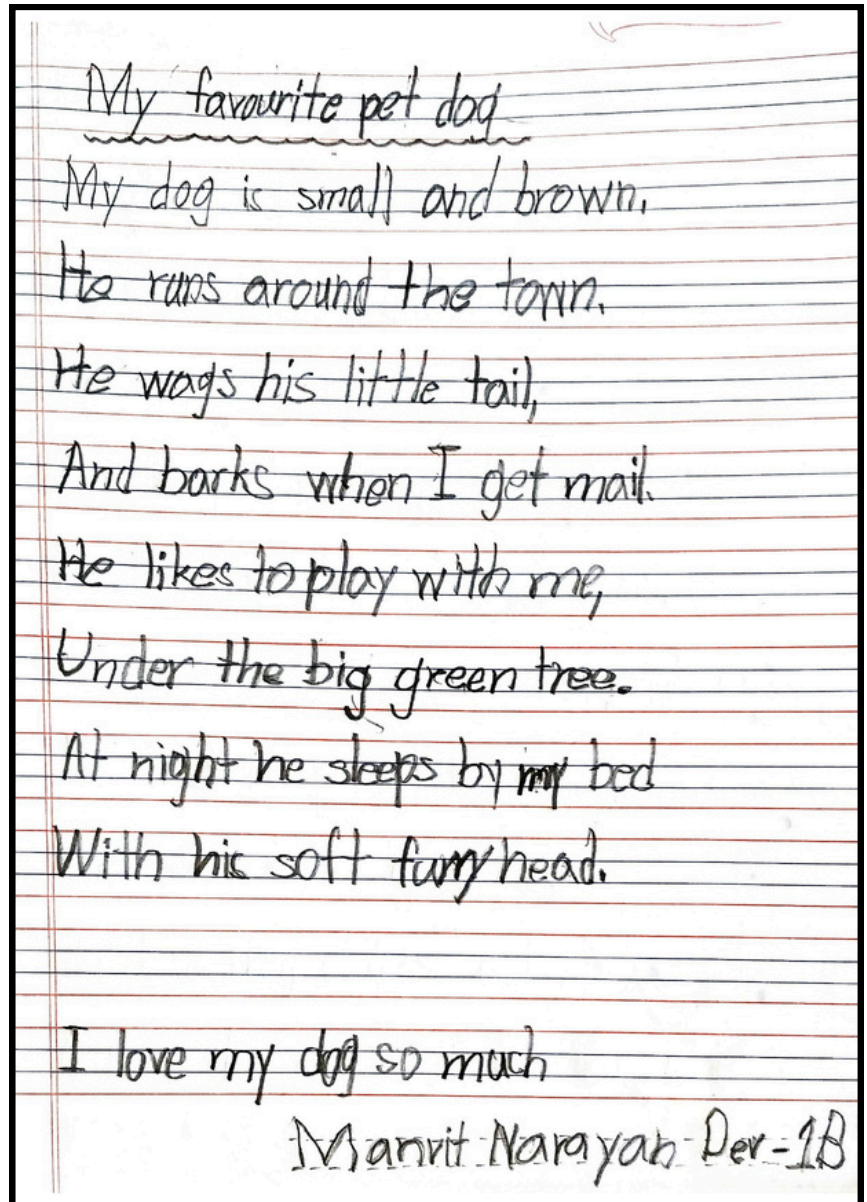 My favourite pet dog
My dog is small and brown.
He runs around the town.
He wags his little tail,
And barks when I get mail.
He likes to play with me,
Under the big green tree.
At night he sleeps by my bed
With his soft furry head.
I love my dog so much
Manvit Narayan Dev-1B